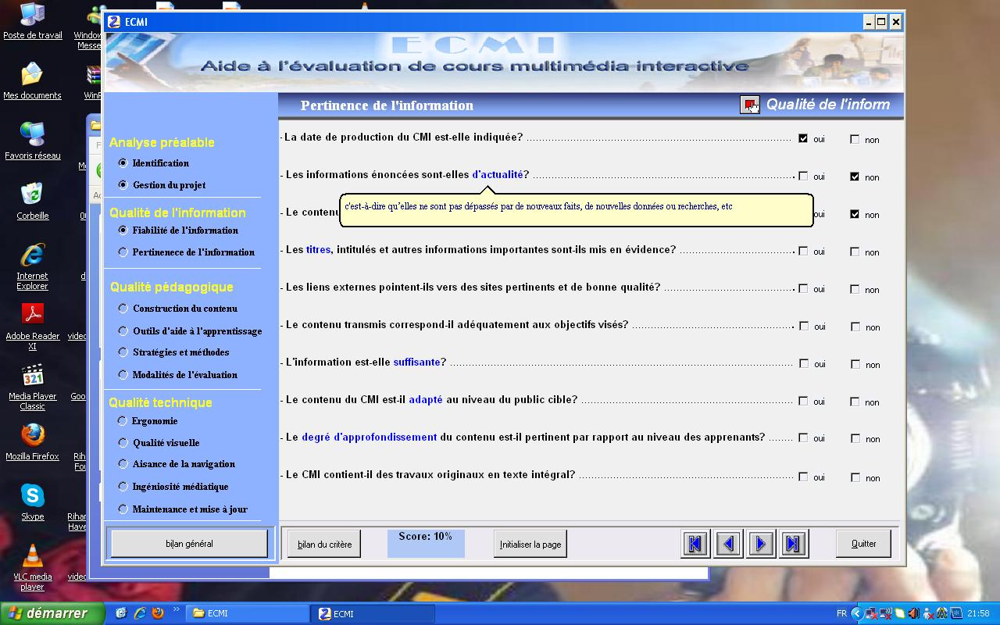 Poste de travail
Windows
Messe
Mes documents
WinR
Favoris réseau
Corbeille
Internet
Explorer
Adobe Reader
XI
video
Media Player
Classic
Goo
Mozilla Firefox
Rih
Fou
Skype
Rihar
Have
VLC media
player
video
ECMI
ECMI
Aide à l'évaluation de cours multimédia interactive
Pertinence de l'information
Qualité de l'inform
Analyse préalable
Identification
Gestion du projet
Qualité de l'information
Fiabilité de l'information
Pertinenece de l'information
Qualité pédagogique
Construction du contenu
Outils d'aide à l'apprentissage
Stratégies et méthodes
Modalités de l'évaluation
Qualité technique
Ergonomie
Qualité visuelle
Aisance de la navigation
Ingéniosité médiatique
Maintenance et mise à jour
bilan général
- La date de production du CMI est-elle indiquée? oui non
- Les informations énoncées sont-elles d'actualité? oui non
c'est-à-dire qu'elles ne sont pas dépassés par de nouveaux faits, de nouvelles données ou recherches, etc
- Le contenu oui non
- Les titres, intitulés et autres informations importantes sont-ils mis en évidence? oui non
- Les liens externes pointent-ils vers des sites pertinents et de bonne qualité? oui non
- Le contenu transmis correspond-il adéquatement aux objectifs visés? oui non
- L'information est-elle suffisante? oui non
- Le contenu du CMI est-il adapté au niveau du public cible? oui non
- Le degré d'approfondissement du contenu est-il pertinent par rapport au niveau des apprenants? oui non
- Le CMI contient-il des travaux originaux en texte intégral? oui non
bilan du critère
Score: 10%
Initialiser la page
Quitter
démarrer
ECMI
ECMI
FR
21:58